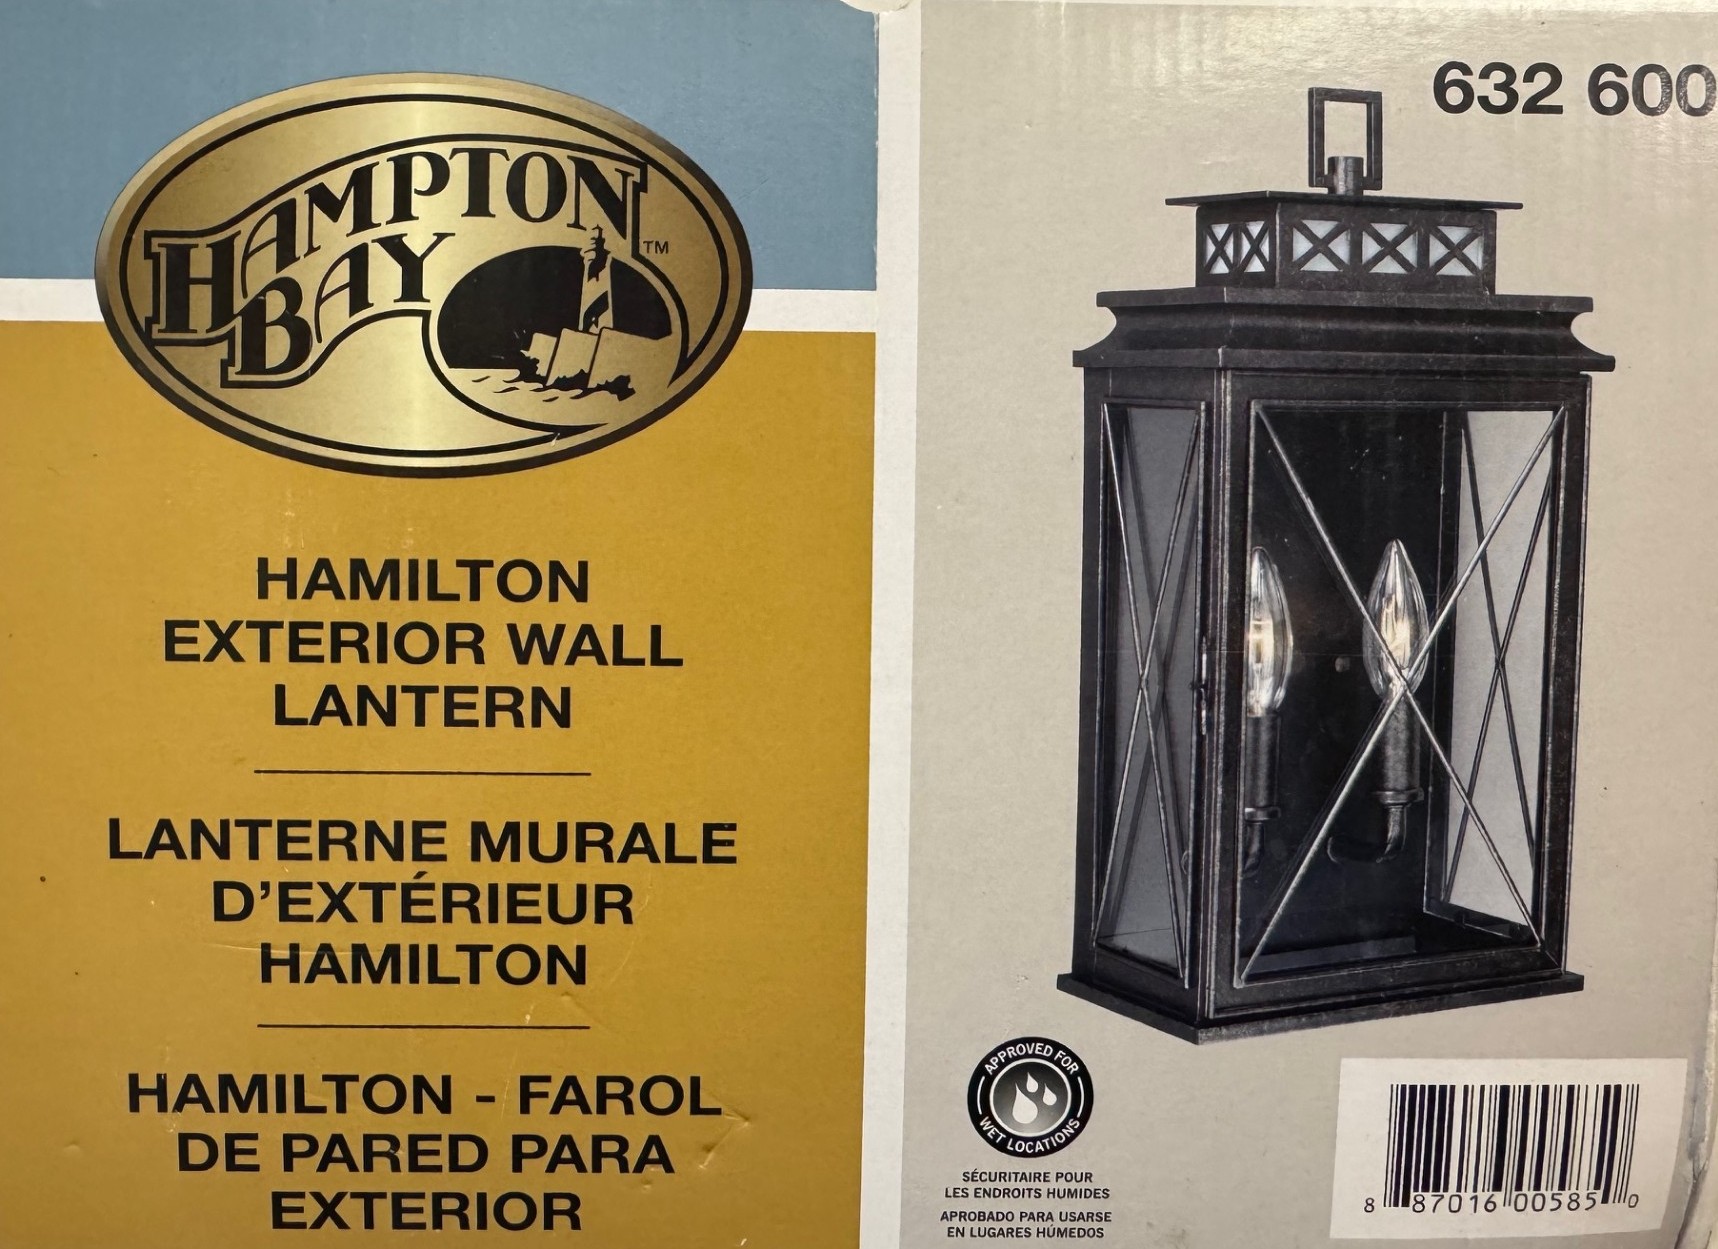 HAMPTON
BAY
TM
HAMILTON
EXTERIOR WALL
LANTERN
LANTERNE MURALE
D'EXTÉRIEUR
HAMILTON
HAMILTON - FAROL
DE PARED PARA
EXTERIOR
632 600
APPROVED FOR
WET LOCATIONS
SÉCURITAIRE POUR
LES ENDROITS HUMIDES
APROBADO PARA USARSE
EN LUGARES HÚMEDOS
8 87016 00585 0